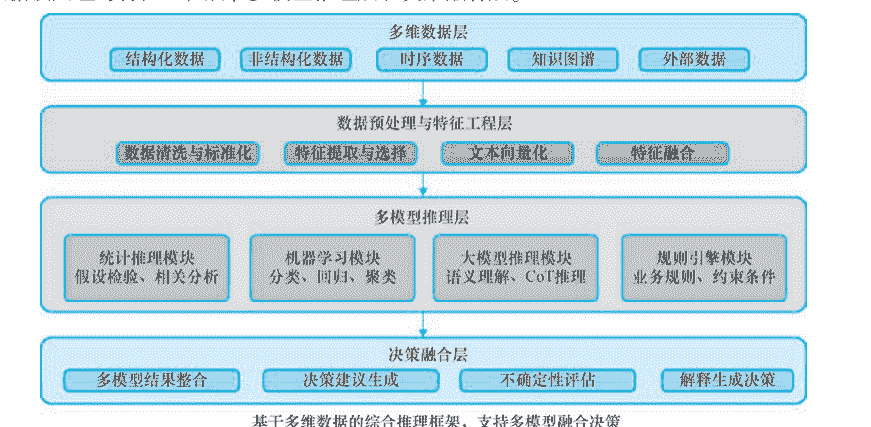 多维数据层
结构化数据 非结构化数据 时序数据 知识图谱 外部数据
数据预处理与特征工程层
数据清洗与标准化 特征提取与选择 文本向量化 特征融合
多模型推理层
统计推理模块 机器学习模块 大模型推理模块 规则引擎模块
假设检验、相关分析 分类、回归、聚类 语义理解、CoT推理 业务规则、约束条件
决策融合层
多模型结果整合 决策建议生成 不确定性评估 解释生成决策
基于多维数据的综合推理框架，支持多模型融合决策